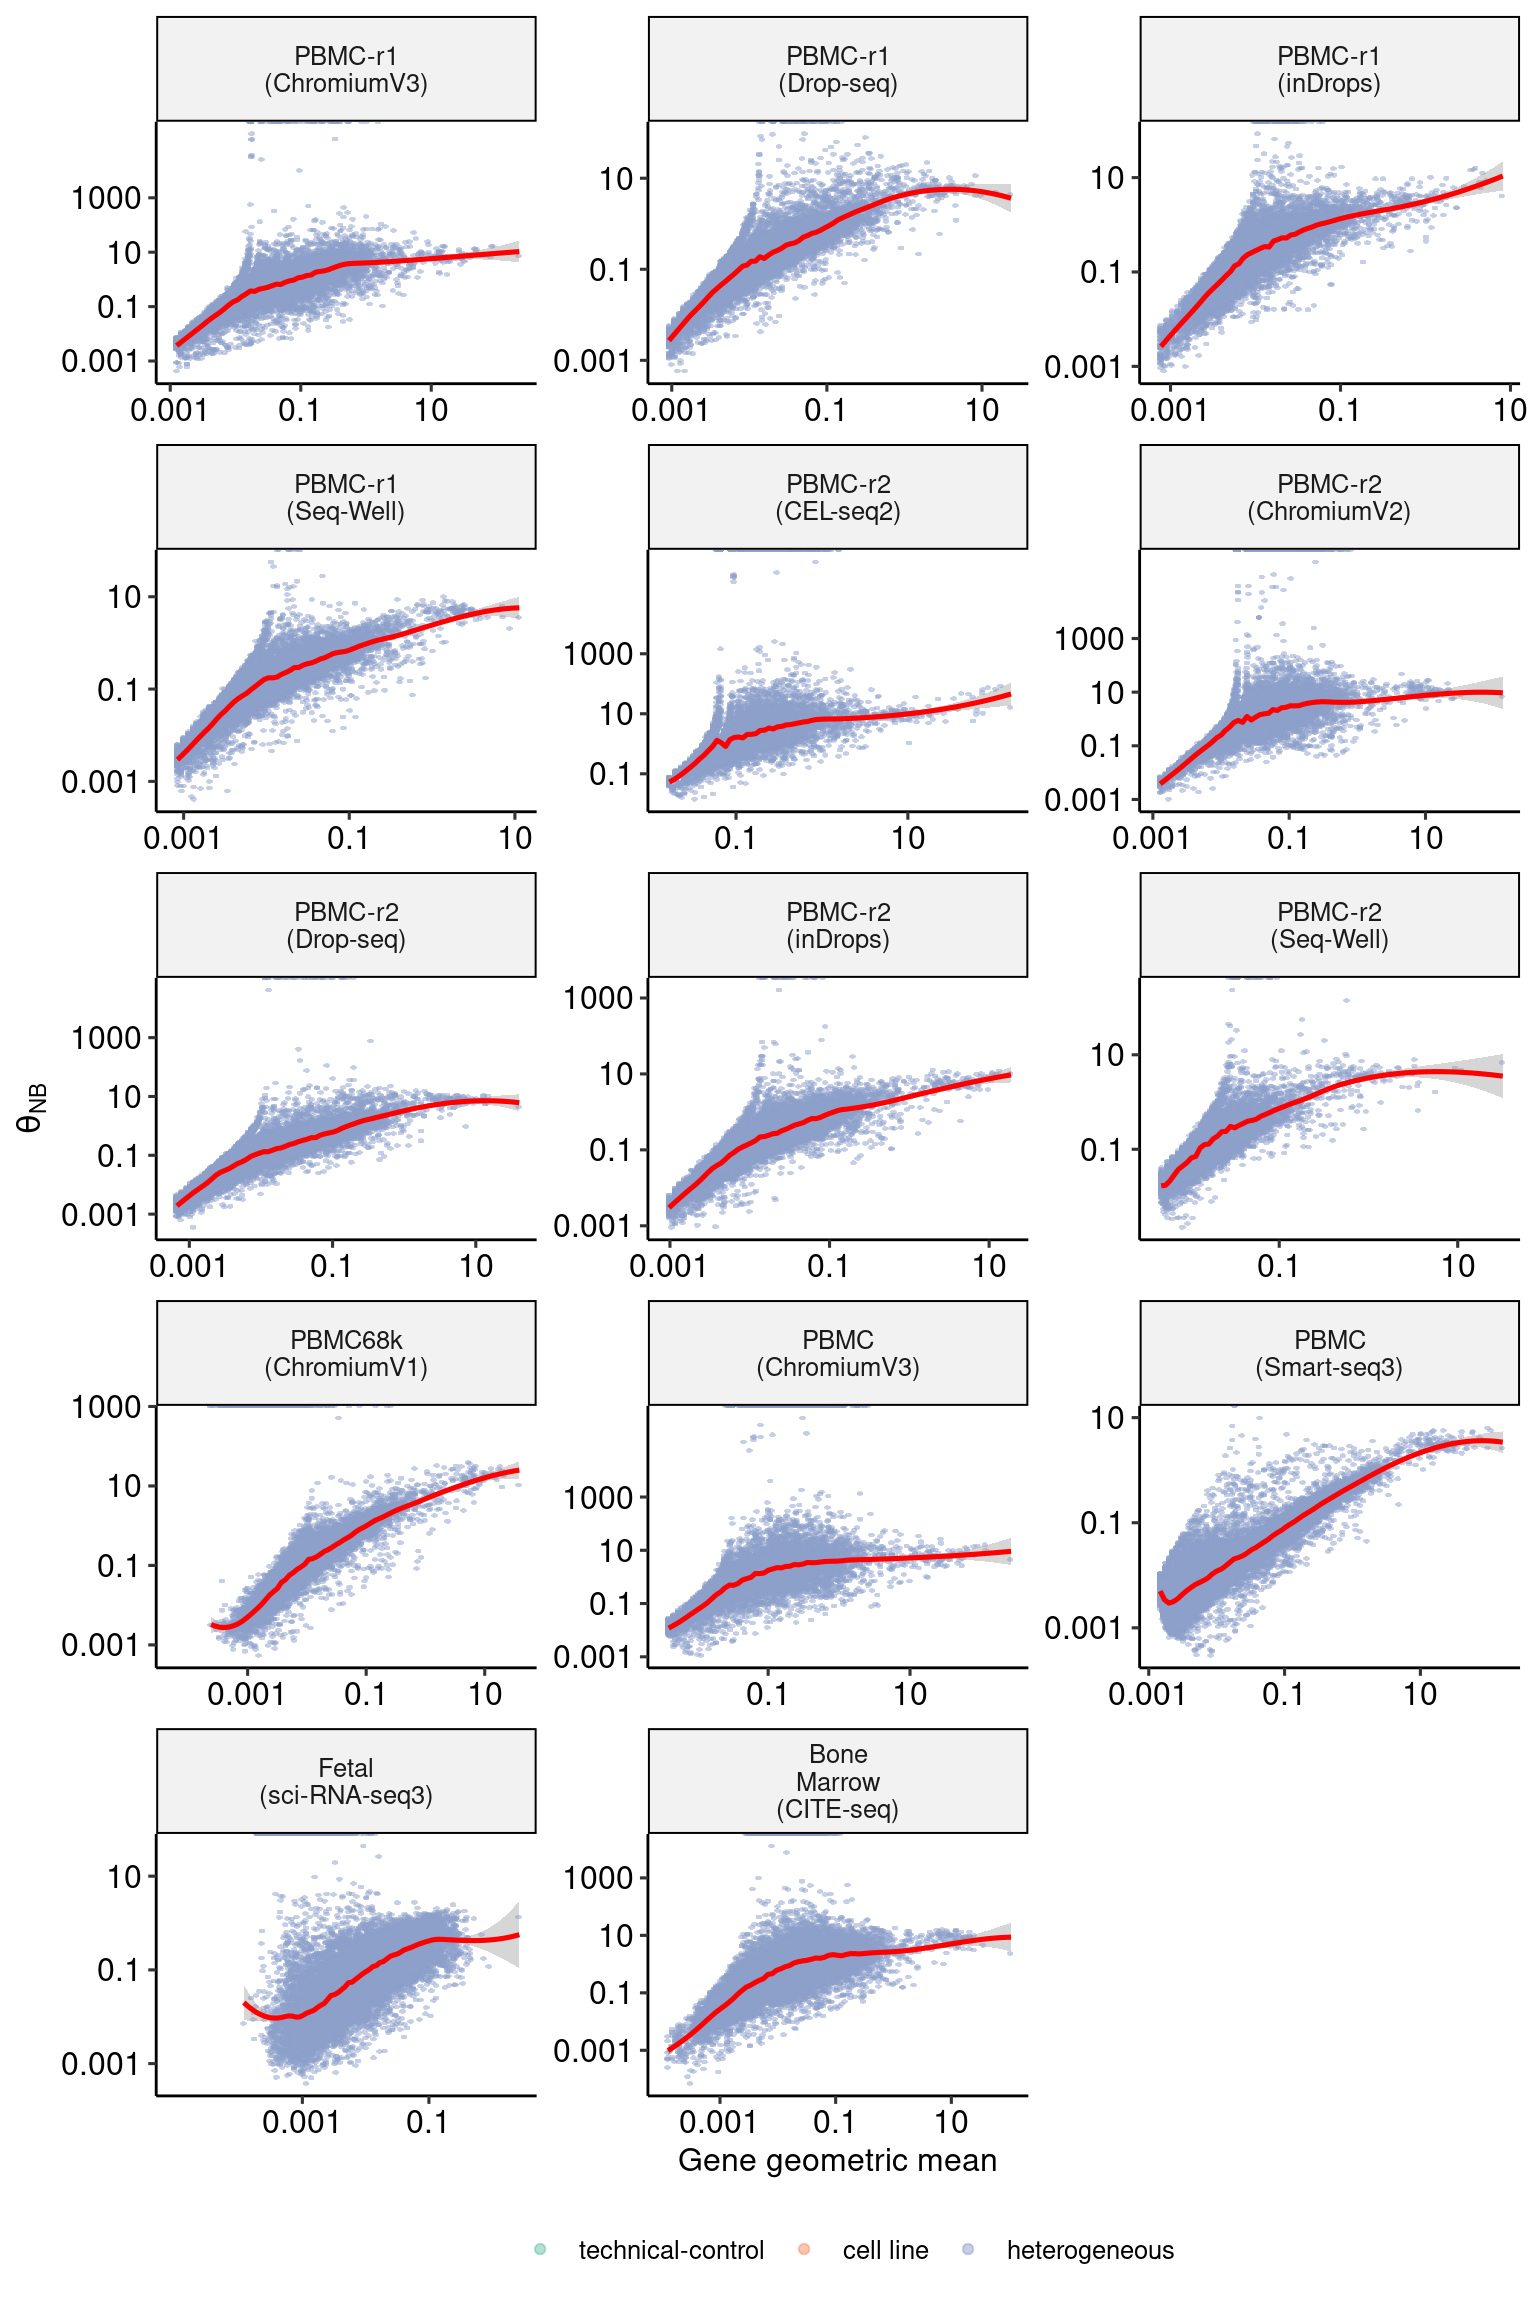 PBMC-r1
(ChromiumV3)
PBMC-r1
(Drop-seq)
PBMC-r1
(inDrops)
1000
10
0.1
0.001
0.001
0.1
10
10
0.1
0.001
0.001
0.1
10
10
0.1
0.001
0.001
0.1
10
PBMC-r1
(Seq-Well)
PBMC-r2
(CEL-seq2)
PBMC-r2
(ChromiumV2)
10
0.1
0.001
0.001
0.1
10
1000
10
0.1
0.1
10
1000
10
0.1
0.001
0.001
0.1
10
PBMC-r2
(Drop-seq)
PBMC-r2
(inDrops)
PBMC-r2
(Seq-Well)
1000
10
0.1
0.001
0.001
0.1
10
1000
10
0.1
0.001
0.001
0.1
10
10
0.1
0.1
10
θNB
PBMC68k
(ChromiumV1)
PBMC
(ChromiumV3)
PBMC
(Smart-seq3)
1000
10
0.1
0.001
0.001
0.1
10
1000
10
0.1
0.001
0.1
10
10
0.1
0.001
0.001
0.1
10
Fetal
(sci-RNA-seq3)
Bone
Marrow
(CITE-seq)
10
0.1
0.001
0.001
0.1
1000
10
0.1
0.001
0.001
0.1
10
Gene geometric mean
technical-control
cell line
heterogeneous